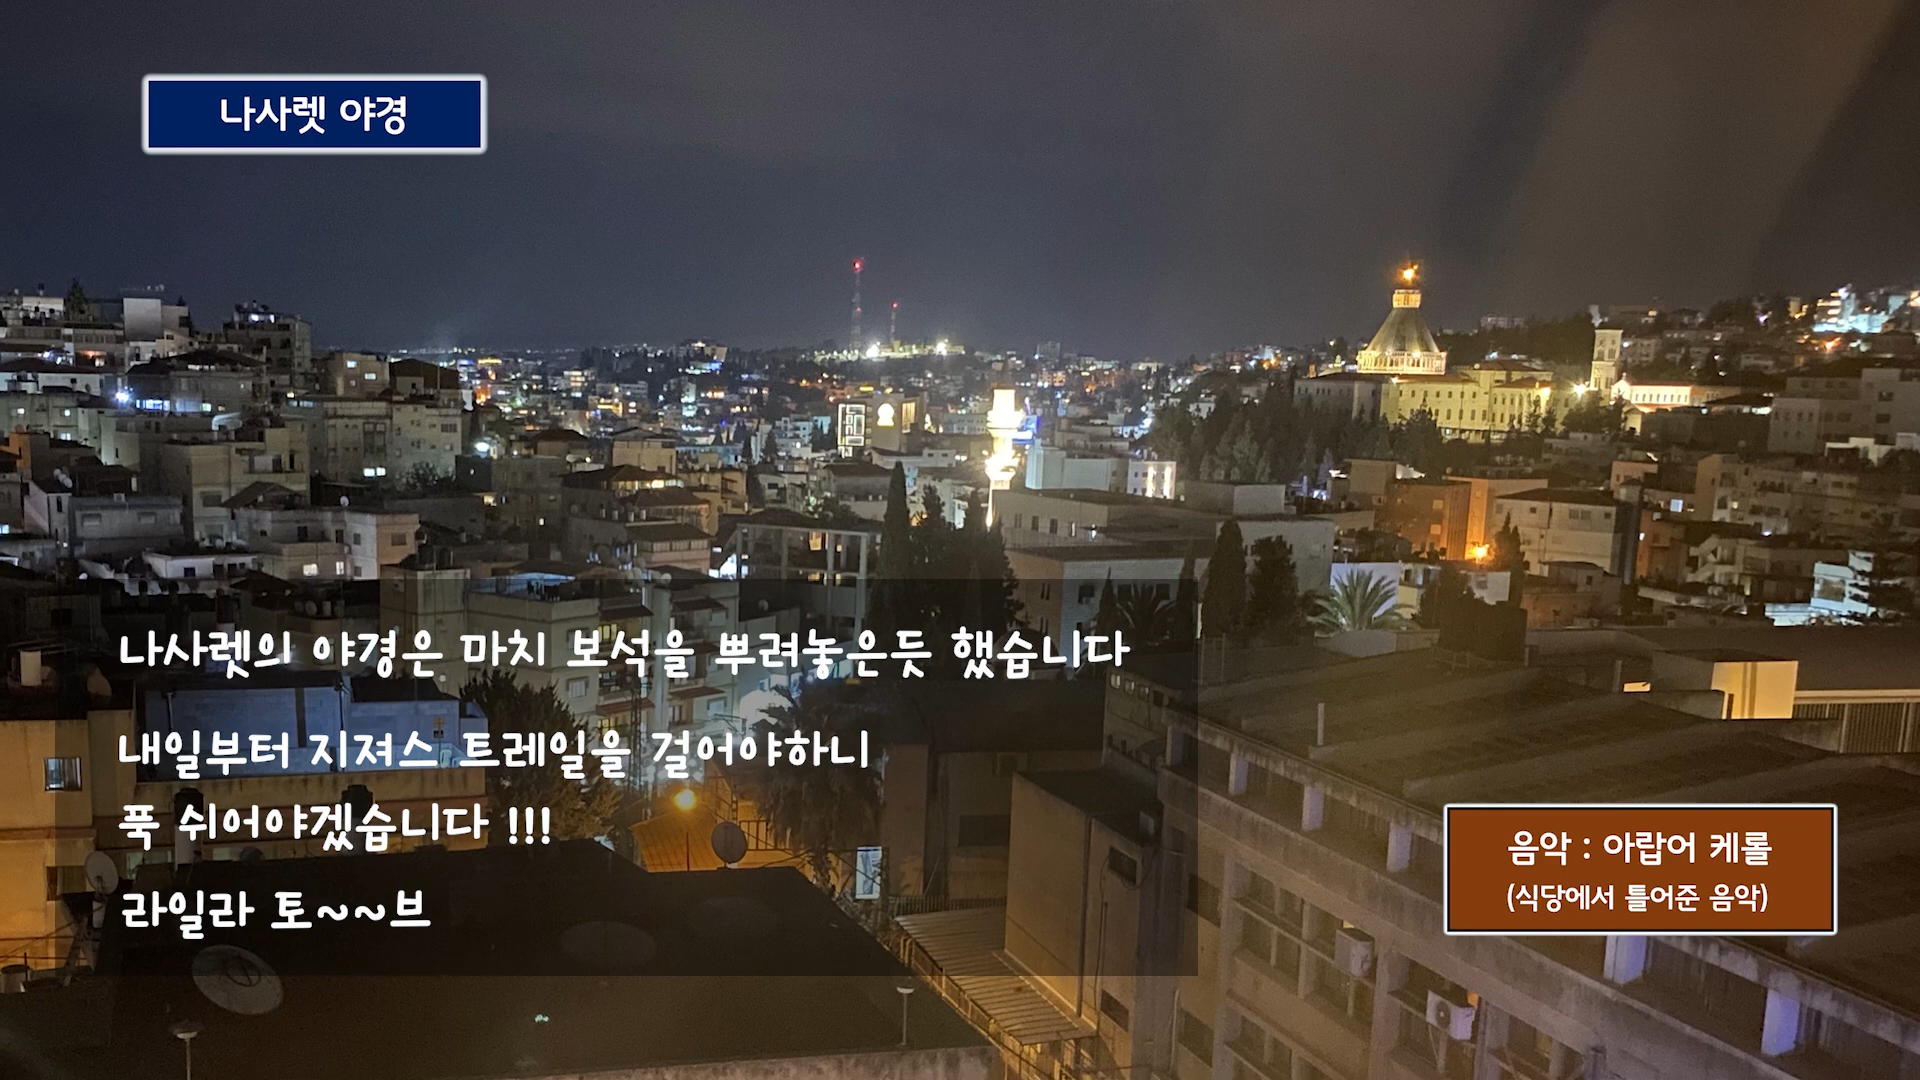 나사렛 야경
나사렛의 야경은 마치 보석을 뿌려놓은듯 했습니다
내일부터 지져스 트레일을 걸어야하니
푹 쉬어야겠습니다 !!!
라일라 토~~브
음악 : 아랍어 케롤
(식당에서 틀어준 음악)